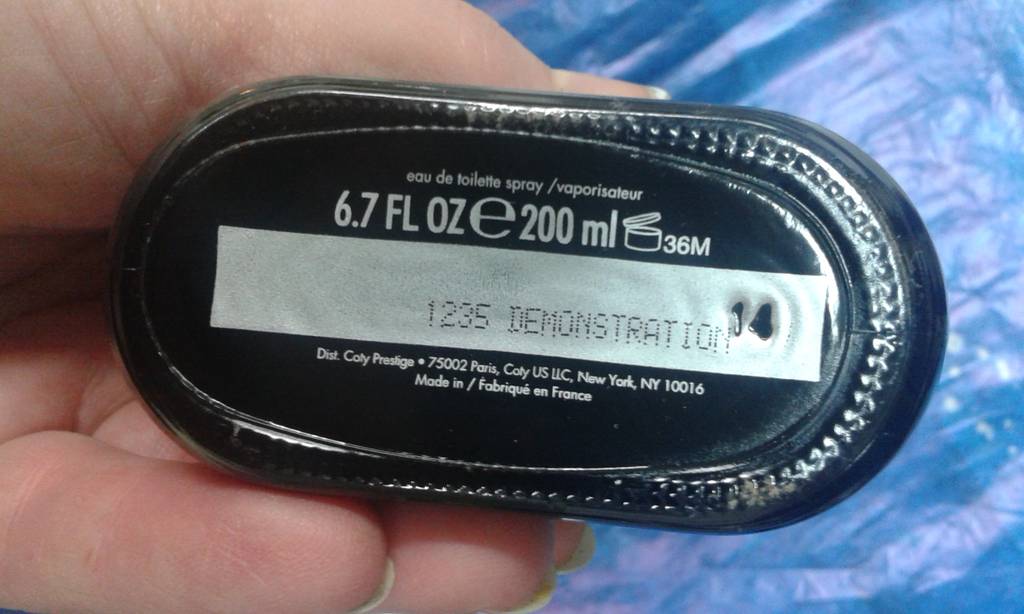 eau de toilette spray /vaporisateur
6.7 FL OZ e 200 ml 36M
1235 DEMONSTRATION 14
Dist. Coty Prestige • 75002 Paris, Coty US LLC, New York, NY 10016
Made in / Fabriqué en France